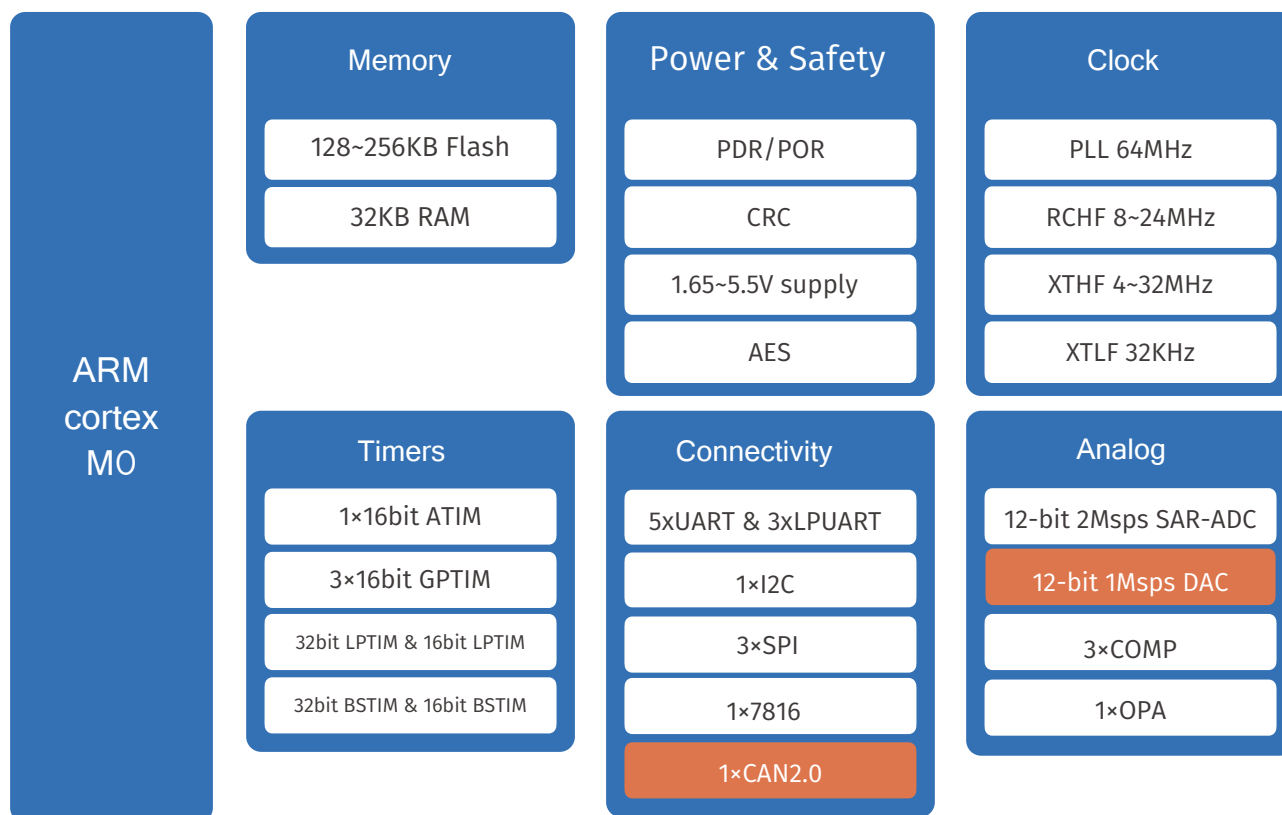 ARM
cortex
M0
Memory
128~256KB Flash
32KB RAM
Power & Safety
PDR/POR
CRC
1.65~5.5V supply
AES
Clock
PLL 64MHz
RCHF 8~24MHz
XTHF 4~32MHz
XTLF 32KHz
Timers
1×16bit ATIM
3×16bit GPTIM
32bit LPTIM & 16bit LPTIM
32bit BSTIM & 16bit BSTIM
Connectivity
5xUART & 3xLPUART
1×I2C
3×SPI
1×7816
1×CAN2.0
Analog
12-bit 2Msps SAR-ADC
12-bit 1Msps DAC
3×COMP
1×OPA